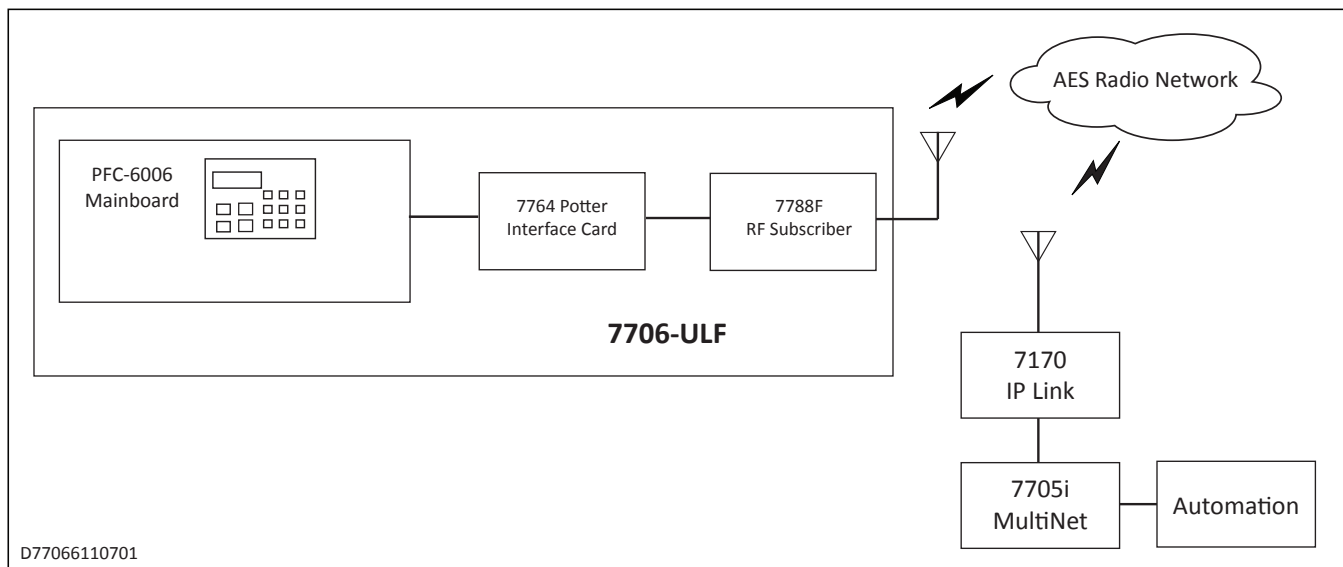 AES Radio Network
PFC-6006
Mainboard
7764 Potter
Interface Card
7788F
RF Subscriber
7706-ULF
7170
IP Link
7705i
MultiNet
Automation
D77066110701